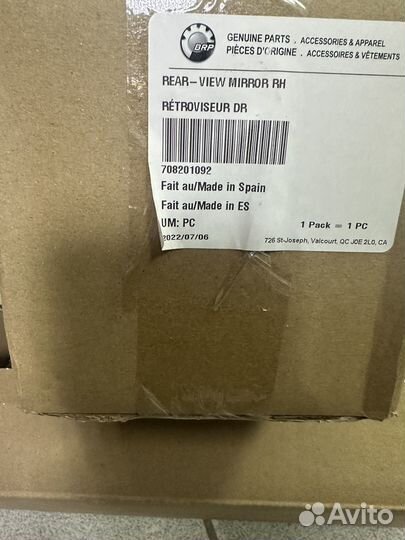 BRP
GENUINE PARTS . ACCESSORIES & APPAREL
PIÈCES D'ORIGINE . ACCESSOIRES & VÊTEMENTS
REAR-VIEW MIRROR RH
RÉTROVISEUR DR
708201092
Fait au/Made in Spain
Fait au/Made in ES
UM: PC 1 Pack = 1 PC
2022/07/06 726 St-Joseph, Valcourt, QC J0E 2L0, CA
Avito